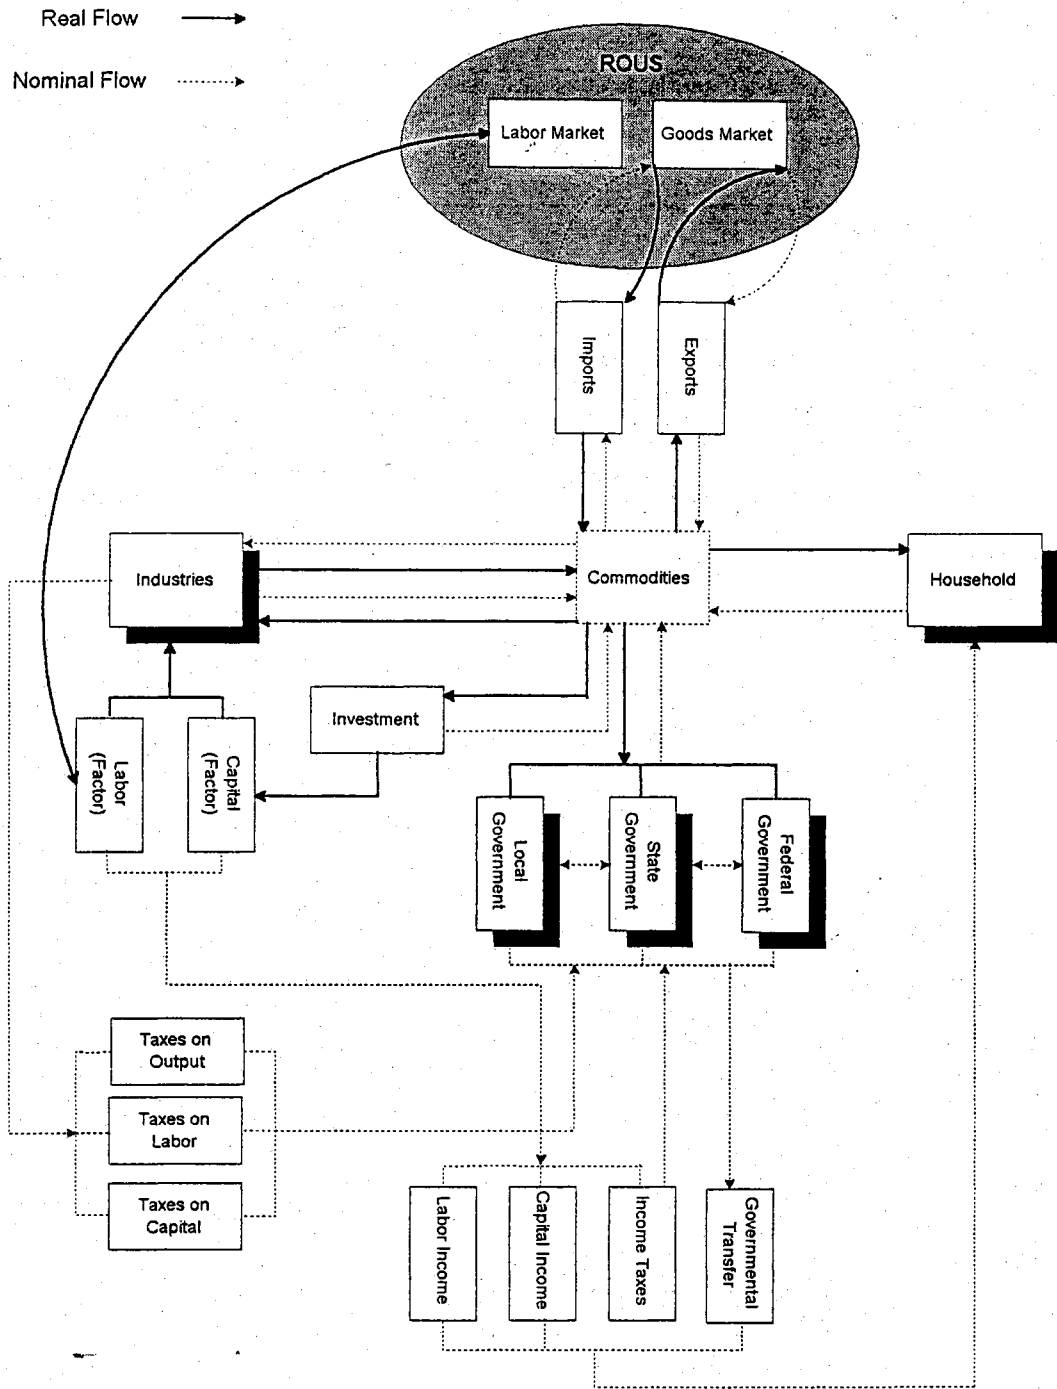 Real Flow
Nominal Flow
ROUS
Labor Market
Goods Market
Imports
Exports
Industries
Commodities
Household
Investment
Labor
(Factor)
Capital
(Factor)
Local
Government
State
Government
Federal
Government
Taxes on
Output
Taxes on
Labor
Taxes on
Capital
Labor Income
Capital Income
Income Taxes
Governmental
Transfer